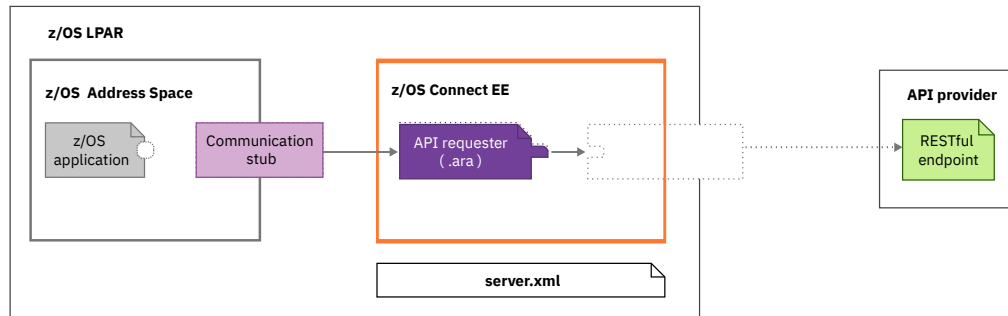 z/OS LPAR
z/OS Address Space
z/OS
application
Communication
stub
z/OS Connect EE
API requester
( .ara )
server.xml
API provider
RESTful
endpoint